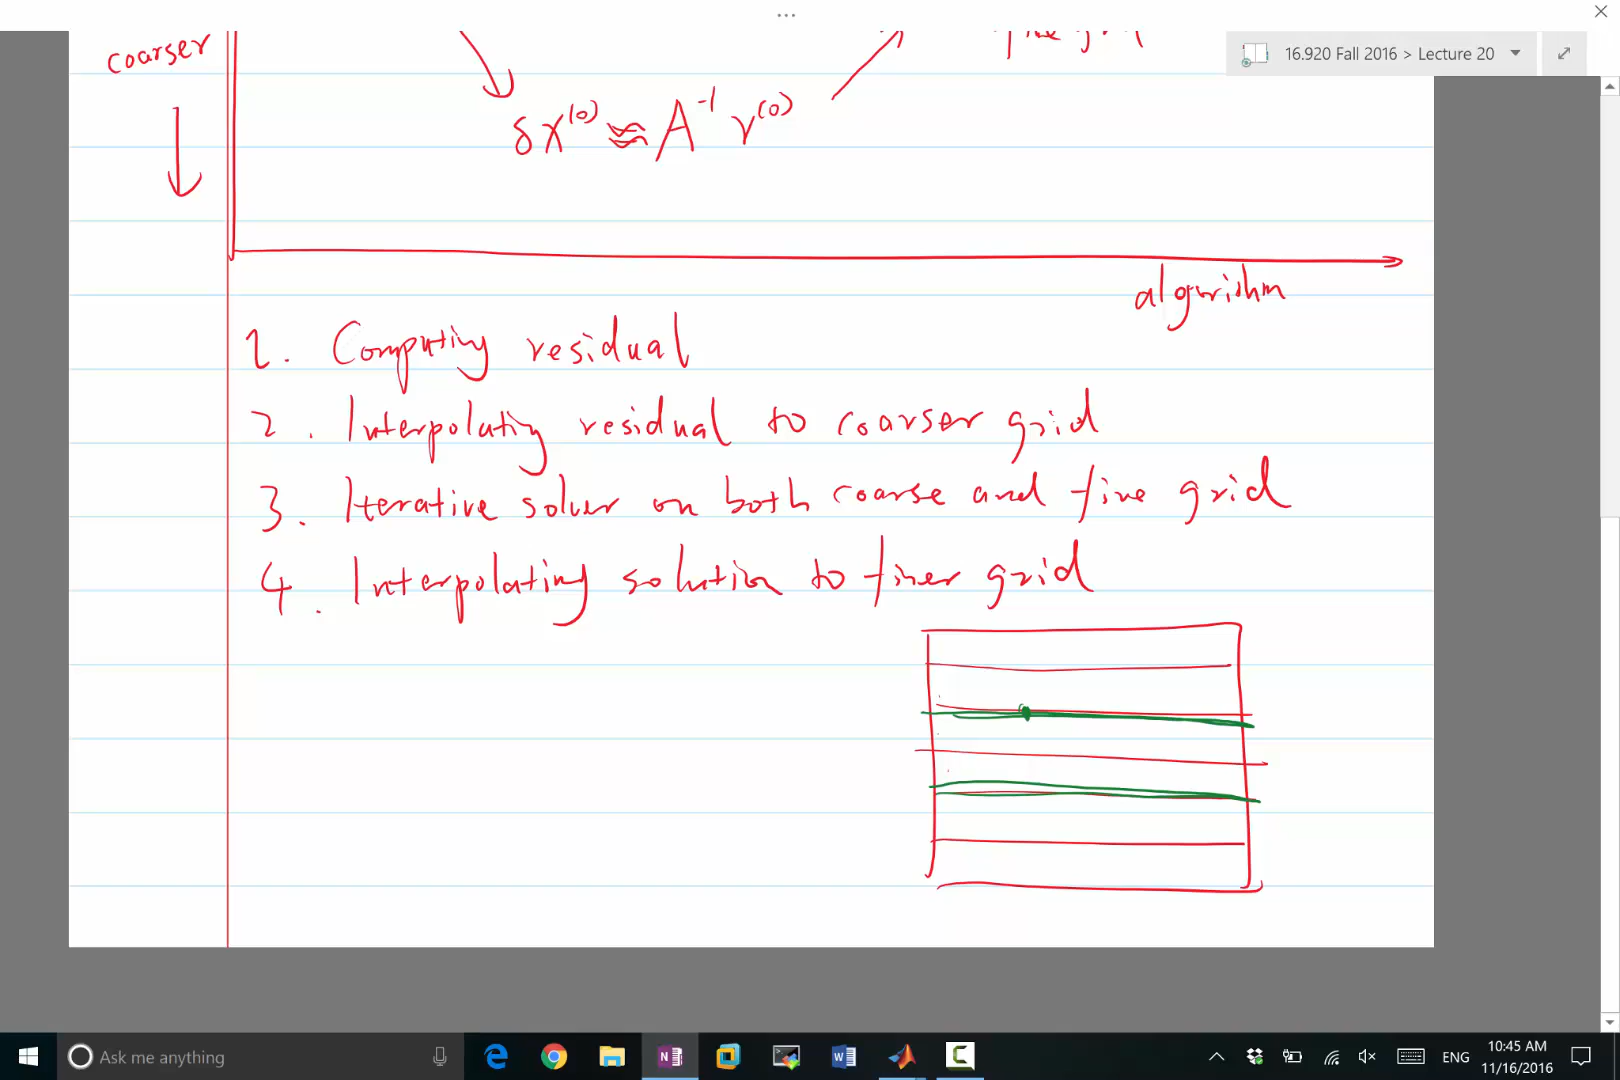 ...
16.920 Fall 2016 > Lecture 20
coarser
δx⁽⁰⁾ ≈ A⁻¹ r⁽⁰⁾
algorithm
1. Computing residual
2. Interpolating residual to coarser grid
3. Iterative solver on both coarse and fine grid
4. Interpolating solution to finer grid
Ask me anything
ENG
10:45 AM
11/16/2016